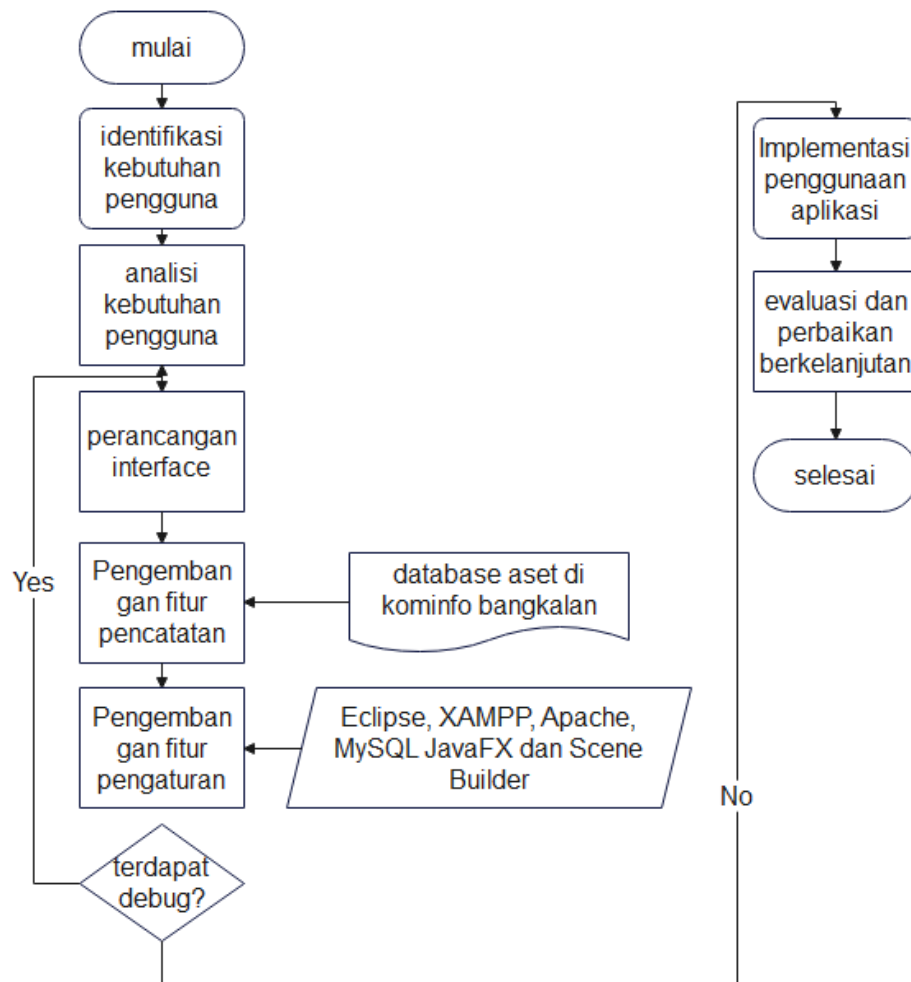 mulai
identifikasi
kebutuhan
pengguna
analisi
kebutuhan
pengguna
perancangan
interface
Yes
Pengemban
gan fitur
pencatatan
database aset di
kominfo bangkalan
Pengemban
gan fitur
pengaturan
Eclipse, XAMPP, Apache,
MySQL JavaFX dan Scene
Builder
terdapat
debug?
No
Implementasi
penggunaan
aplikasi
evaluasi dan
perbaikan
berkelanjutan
selesai